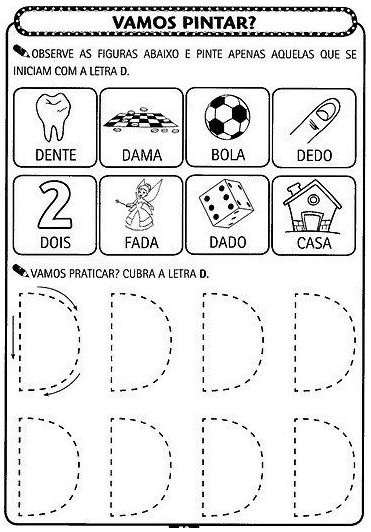 VAMOS PINTAR?
OBSERVE AS FIGURAS ABAIXO E PINTE APENAS AQUELAS QUE SE
INICIAM COM A LETRA D.
DENTE DAMA BOLA DEDO
2
DOIS FADA DADO CASA
VAMOS PRATICAR? CUBRA A LETRA D.
D D D D
D D D D